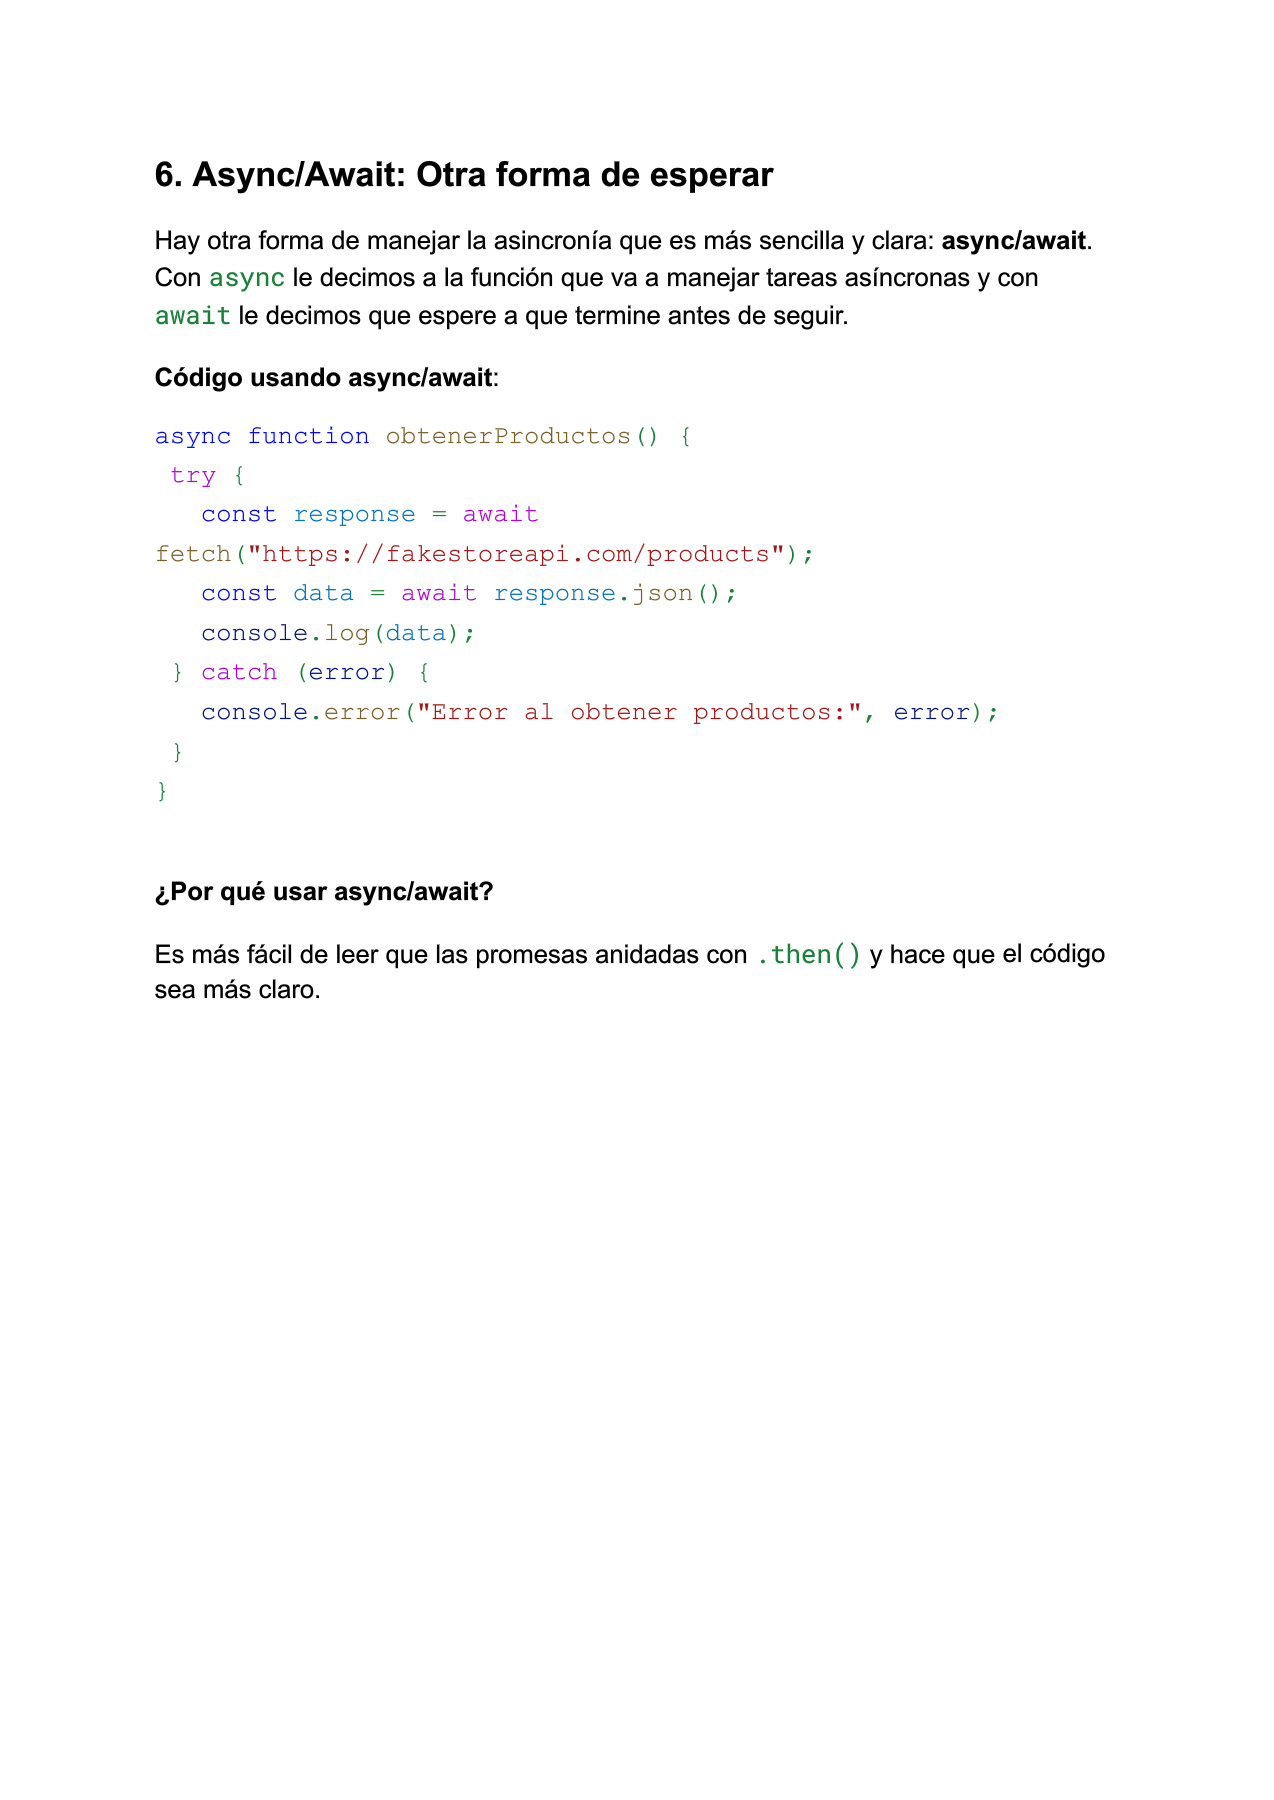 6. Async/Await: Otra forma de esperar
Hay otra forma de manejar la asincronía que es más sencilla y clara: async/await.
Con async le decimos a la función que va a manejar tareas asíncronas y con
await le decimos que espere a que termine antes de seguir.
Código usando async/await:
async function obtenerProductos() {
 try {
   const response = await
fetch("https://fakestoreapi.com/products");
   const data = await response.json();
   console.log(data);
 } catch (error) {
   console.error("Error al obtener productos:", error);
 }
}
¿Por qué usar async/await?
Es más fácil de leer que las promesas anidadas con .then() y hace que el código
sea más claro.